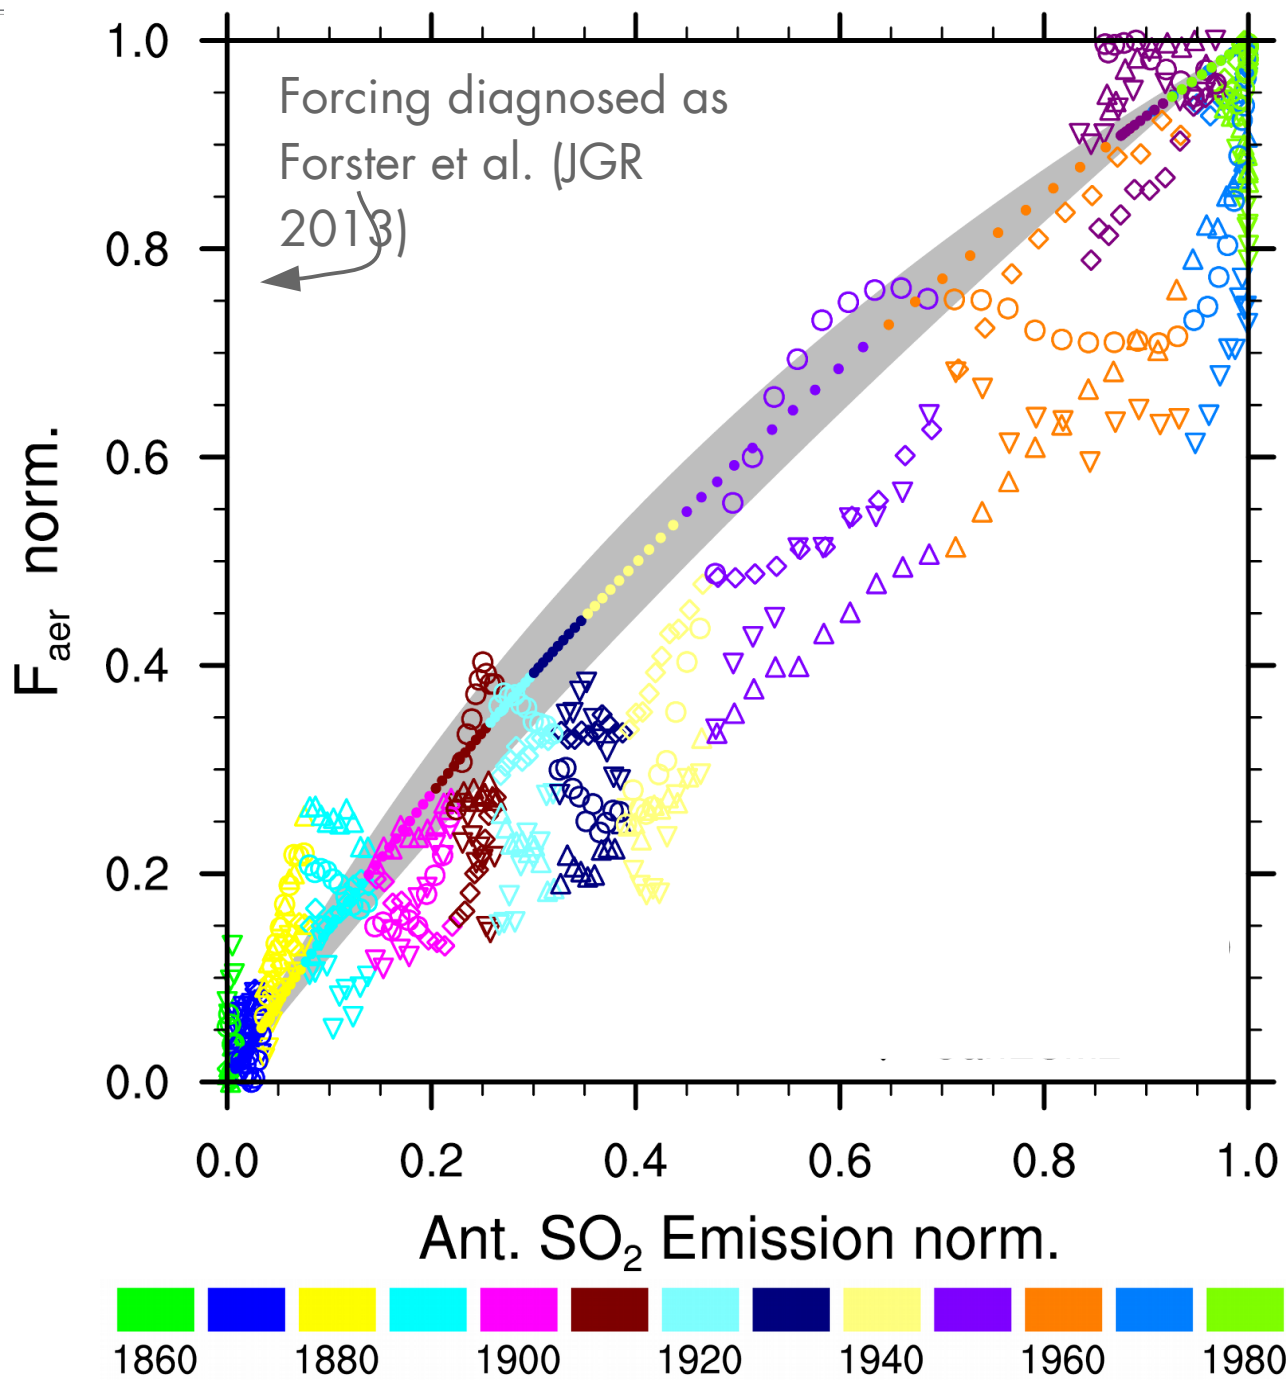 1.0
Forcing diagnosed as
Forster et al. (JGR
2013)
0.8
0.6
0.4
0.2
0.0
F aer norm.
0.0 0.2 0.4 0.6 0.8 1.0
Ant. SO₂ Emission norm.
1860 1880 1900 1920 1940 1960 1980